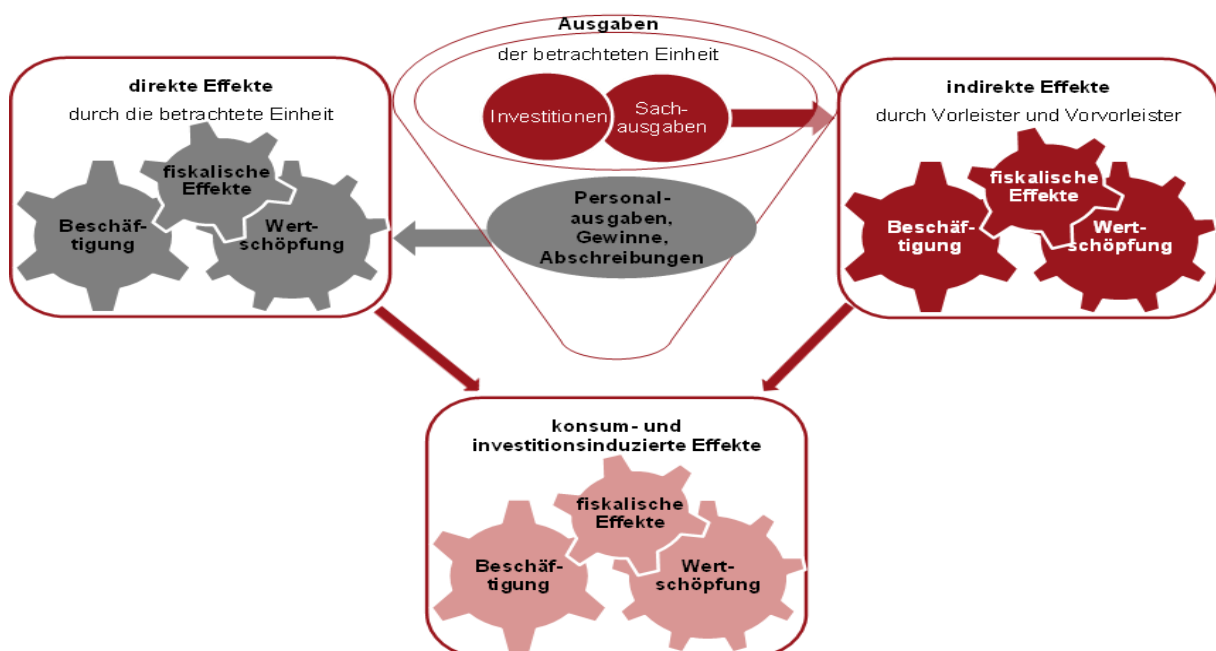 Ausgaben
der betrachteten Einheit
Investitionen
Sach-
ausgaben
Personal-
ausgaben,
Gewinne,
Abschreibungen
direkte Effekte
durch die betrachtete Einheit
fiskalische
Effekte
Beschäf-
tigung
Wert-
schöpfung
indirekte Effekte
durch Vorleister und Vorvorleister
fiskalische
Effekte
Beschäf-
tigung
Wert-
schöpfung
konsum- und
investitionsinduzierte Effekte
fiskalische
Effekte
Beschäf-
tigung
Wert-
schöpfung